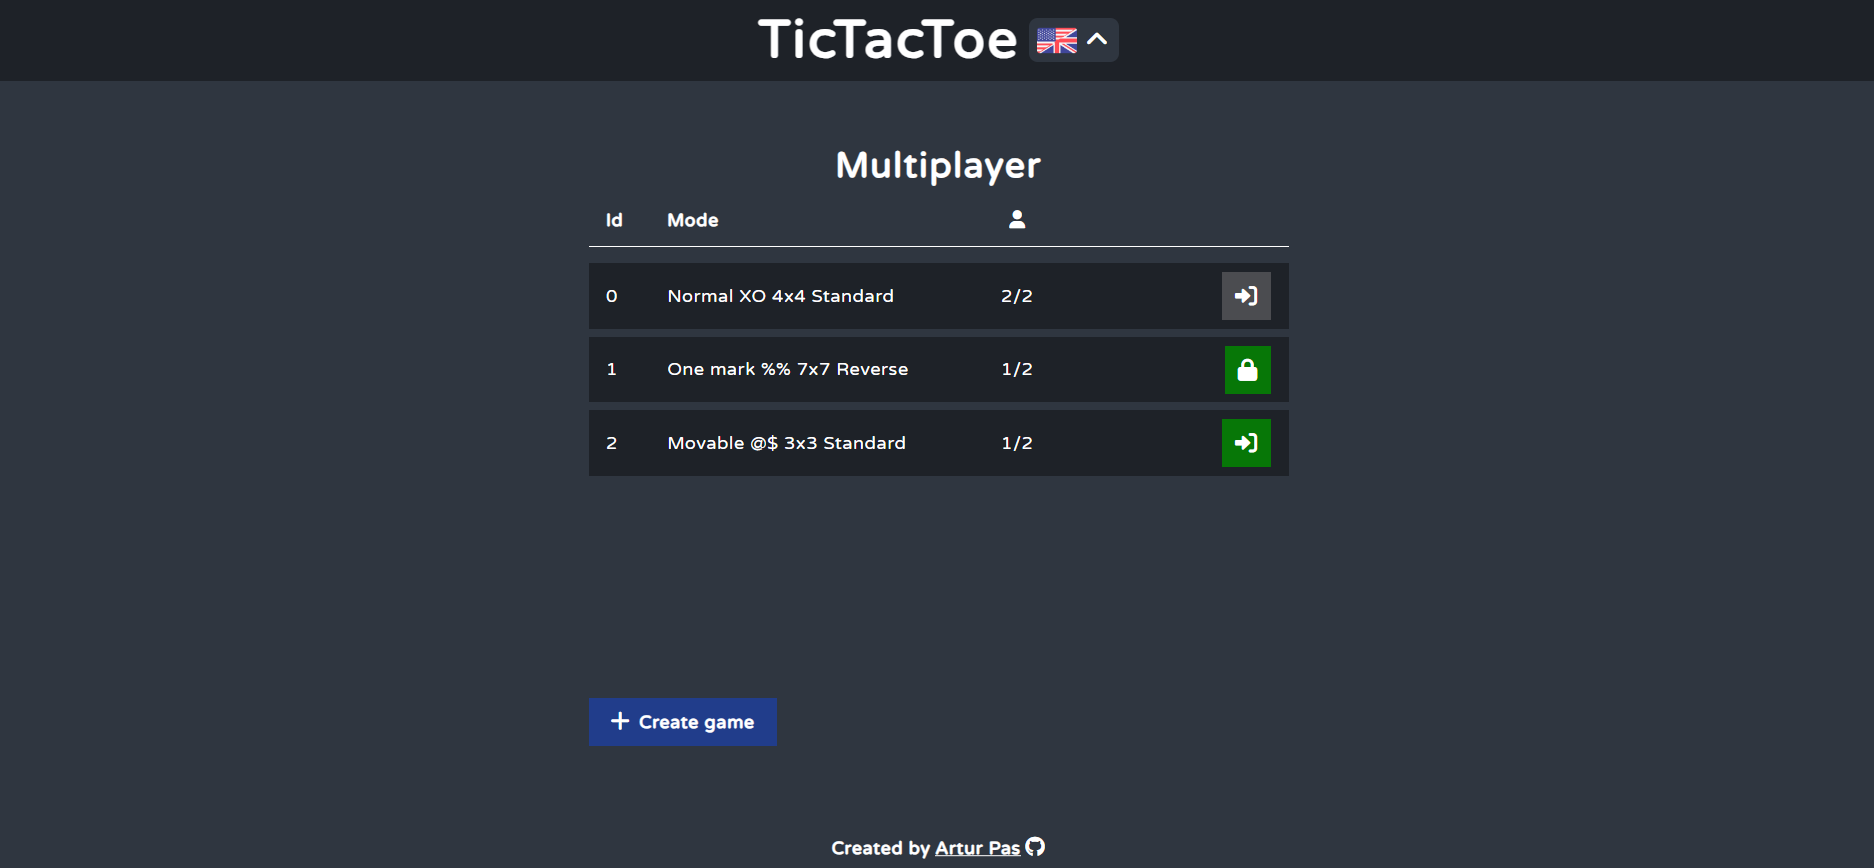 TicTacToe
Multiplayer
Id Mode
0 Normal XO 4x4 Standard 2/2
1 One mark %% 7x7 Reverse 1/2
2 Movable @$ 3x3 Standard 1/2
Create game
Created by Artur Pas